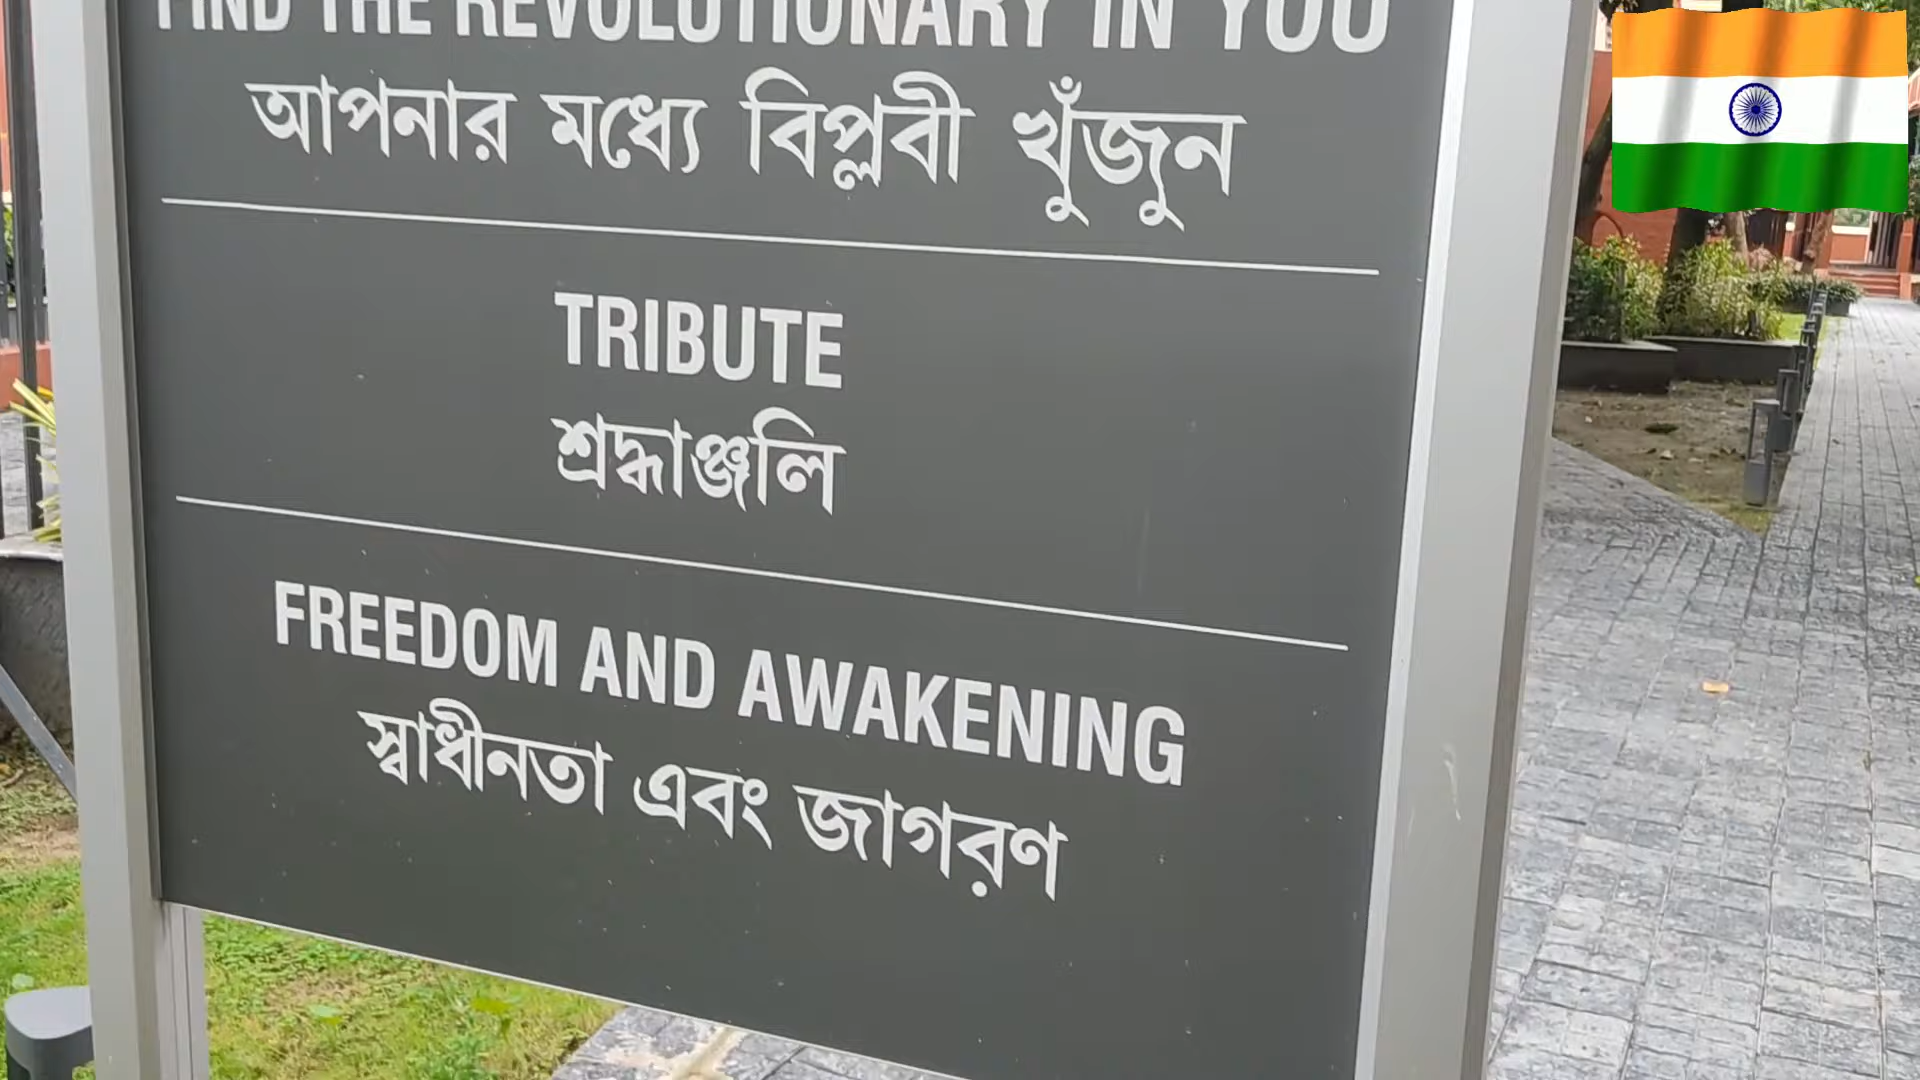 FIND THE REVOLUTIONARY IN YOU
আপনার মধ্যে বিপ্লবী খুঁজুন
TRIBUTE
শ্রদ্ধাঞ্জলি
FREEDOM AND AWAKENING
স্বাধীনতা এবং জাগরণ